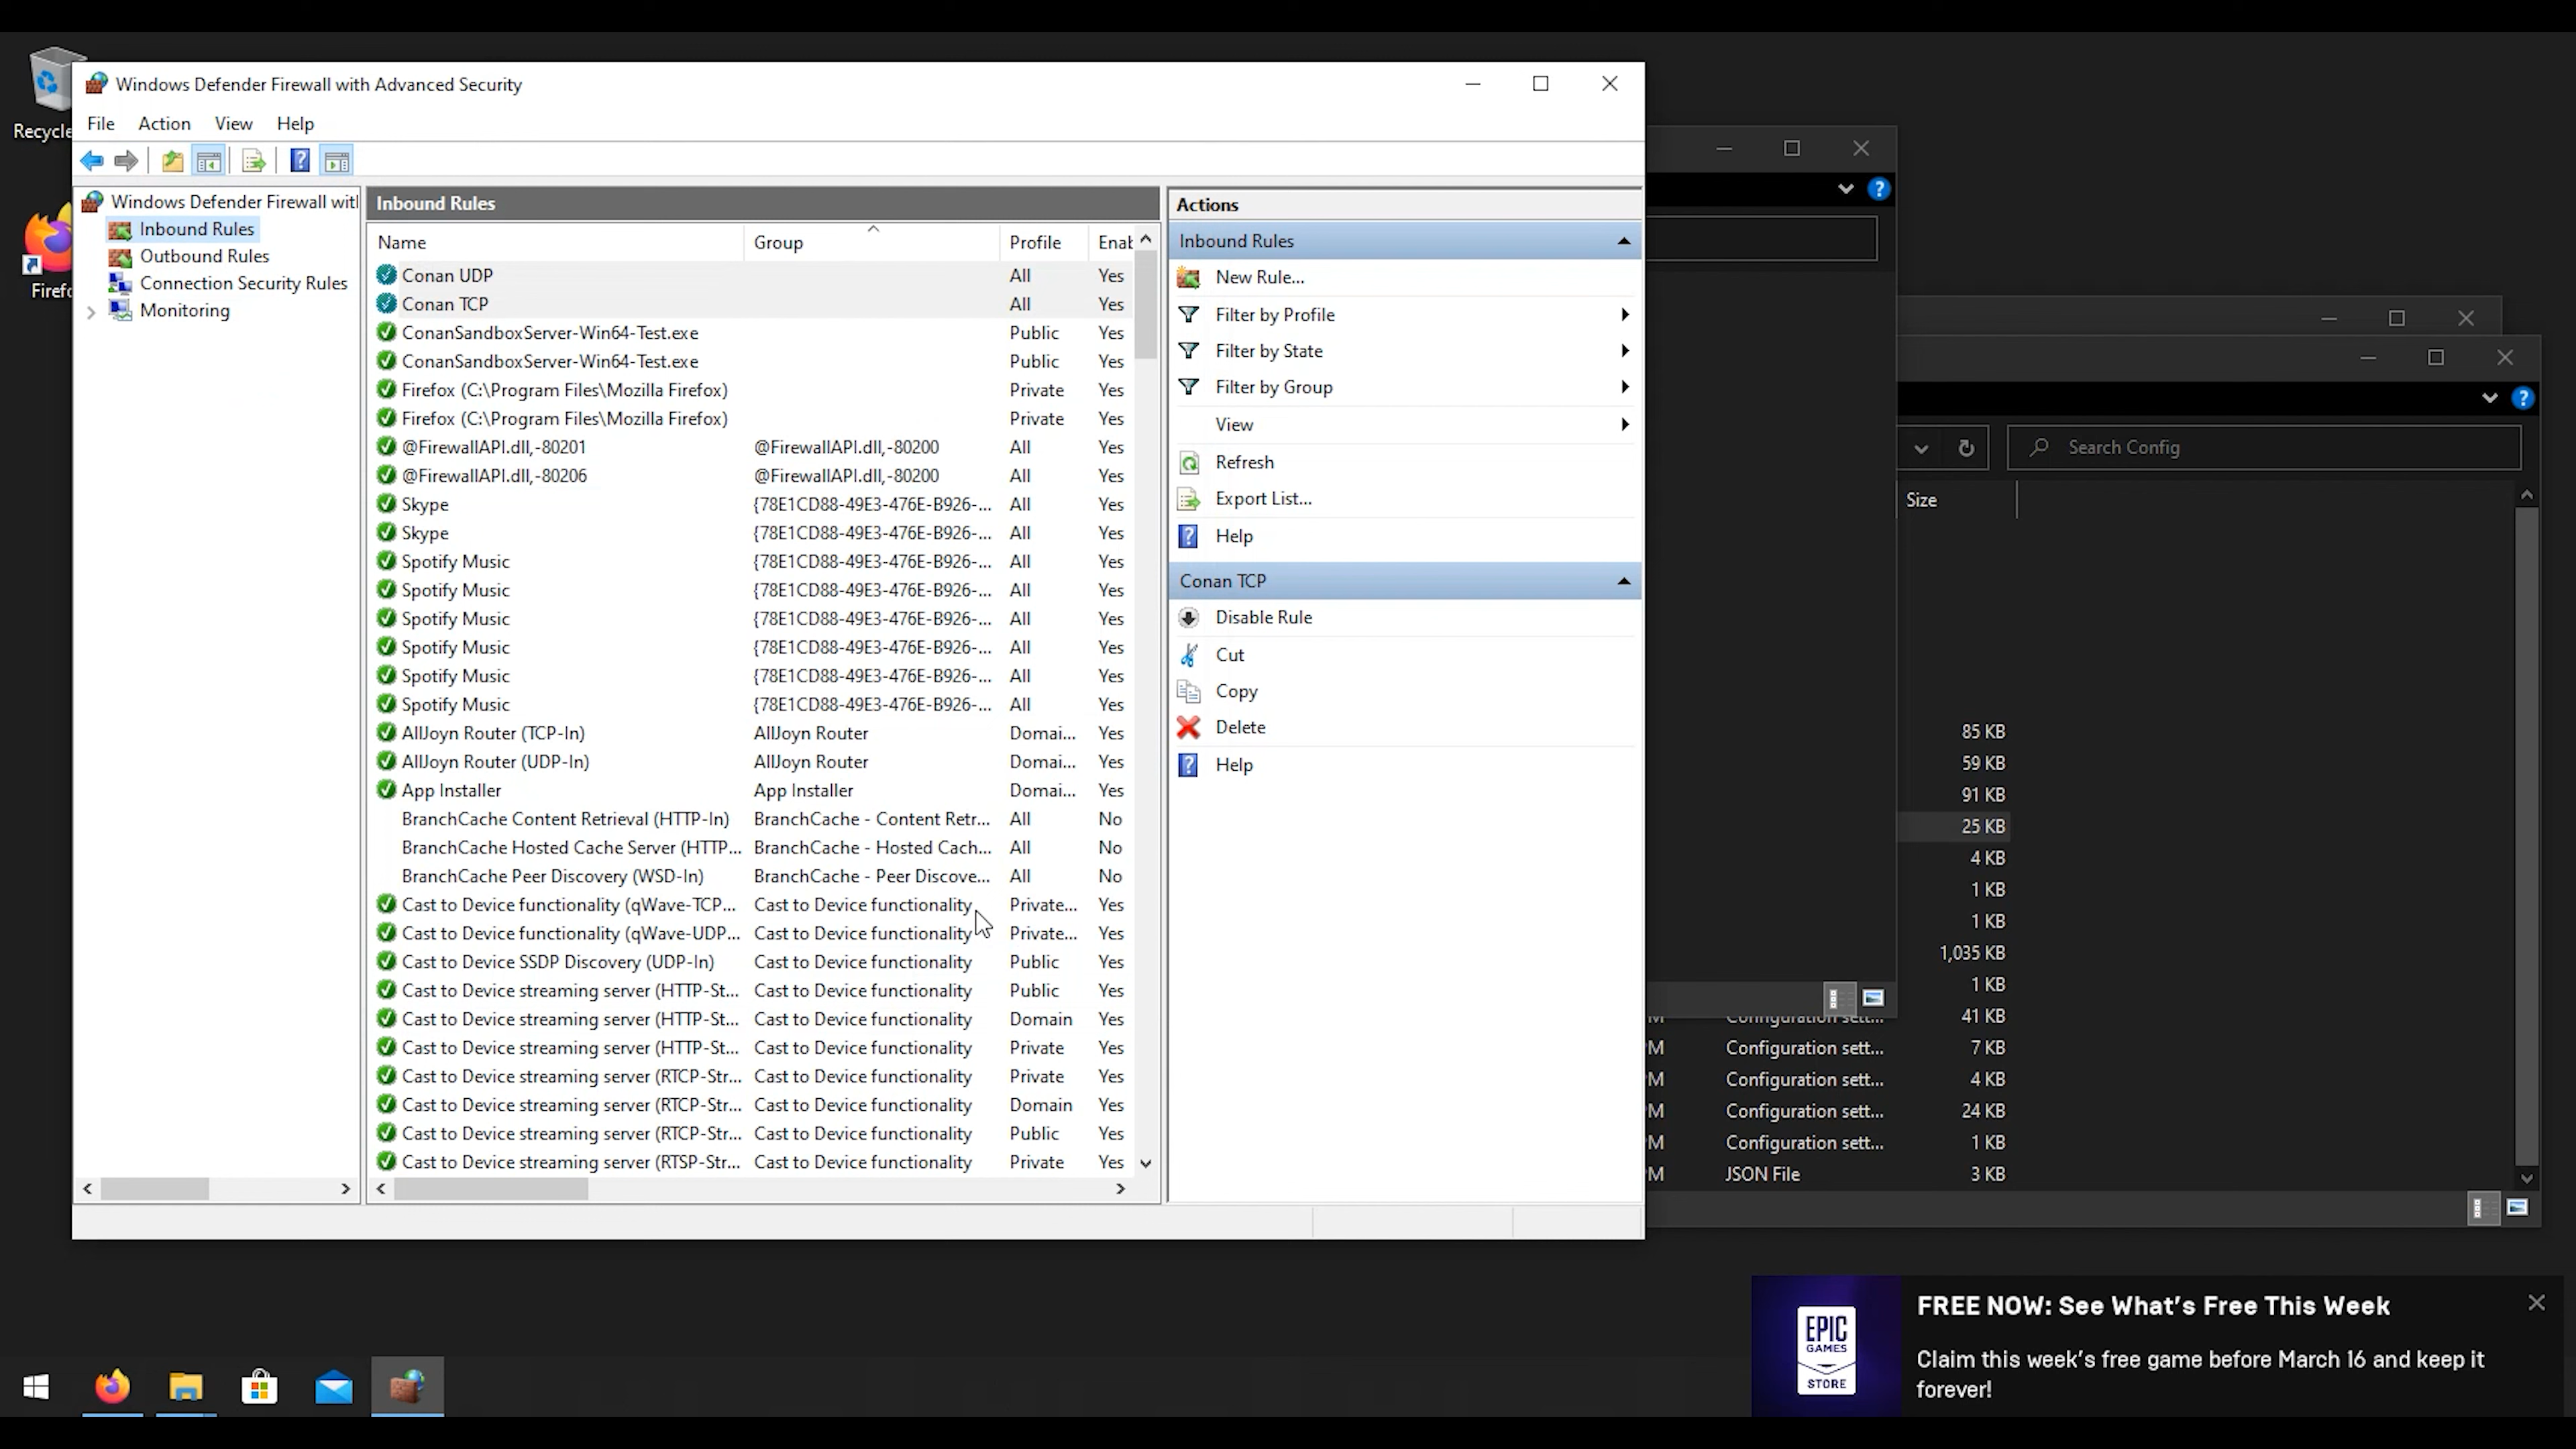 Recycle
Firefo
Windows Defender Firewall with Advanced Security
File Action View Help
Windows Defender Firewall wit
Inbound Rules
Outbound Rules
Connection Security Rules
Monitoring
Inbound Rules
Name Group Profile Enab
Conan UDP All Yes
Conan TCP All Yes
ConanSandboxServer-Win64-Test.exe Public Yes
ConanSandboxServer-Win64-Test.exe Public Yes
Firefox (C:\Program Files\Mozilla Firefox) Private Yes
Firefox (C:\Program Files\Mozilla Firefox) Private Yes
@FirewallAPI.dll,-80201 @FirewallAPI.dll,-80200 All Yes
@FirewallAPI.dll,-80206 @FirewallAPI.dll,-80200 All Yes
Skype {78E1CD88-49E3-476E-B926-... All Yes
Skype {78E1CD88-49E3-476E-B926-... All Yes
Spotify Music {78E1CD88-49E3-476E-B926-... All Yes
Spotify Music {78E1CD88-49E3-476E-B926-... All Yes
Spotify Music {78E1CD88-49E3-476E-B926-... All Yes
Spotify Music {78E1CD88-49E3-476E-B926-... All Yes
Spotify Music {78E1CD88-49E3-476E-B926-... All Yes
Spotify Music {78E1CD88-49E3-476E-B926-... All Yes
AllJoyn Router (TCP-In) AllJoyn Router Domai... Yes
AllJoyn Router (UDP-In) AllJoyn Router Domai... Yes
App Installer App Installer Domai... Yes
BranchCache Content Retrieval (HTTP-In) BranchCache - Content Retr... All No
BranchCache Hosted Cache Server (HTTP... BranchCache - Hosted Cach... All No
BranchCache Peer Discovery (WSD-In) BranchCache - Peer Discove... All No
Cast to Device functionality (qWave-TCP... Cast to Device functionality Private... Yes
Cast to Device functionality (qWave-UDP... Cast to Device functionality Private... Yes
Cast to Device SSDP Discovery (UDP-In) Cast to Device functionality Public Yes
Cast to Device streaming server (HTTP-St... Cast to Device functionality Public Yes
Cast to Device streaming server (HTTP-St... Cast to Device functionality Domain Yes
Cast to Device streaming server (HTTP-St... Cast to Device functionality Private Yes
Cast to Device streaming server (RTCP-Str... Cast to Device functionality Private Yes
Cast to Device streaming server (RTCP-Str... Cast to Device functionality Domain Yes
Cast to Device streaming server (RTCP-Str... Cast to Device functionality Public Yes
Cast to Device streaming server (RTSP-Str... Cast to Device functionality Private Yes
Actions
Inbound Rules
New Rule...
Filter by Profile
Filter by State
Filter by Group
View
Refresh
Export List...
Help
Conan TCP
Disable Rule
Cut
Copy
Delete
Help
Search Config
Size
85 KB
59 KB
91 KB
25 KB
4 KB
1 KB
1 KB
1,035 KB
1 KB
M Configuration sett... 41 KB
M Configuration sett... 7 KB
M Configuration sett... 4 KB
M Configuration sett... 24 KB
M Configuration sett... 1 KB
M JSON File 3 KB
EPIC
GAMES
STORE
FREE NOW: See What's Free This Week
Claim this week's free game before March 16 and keep it
forever!